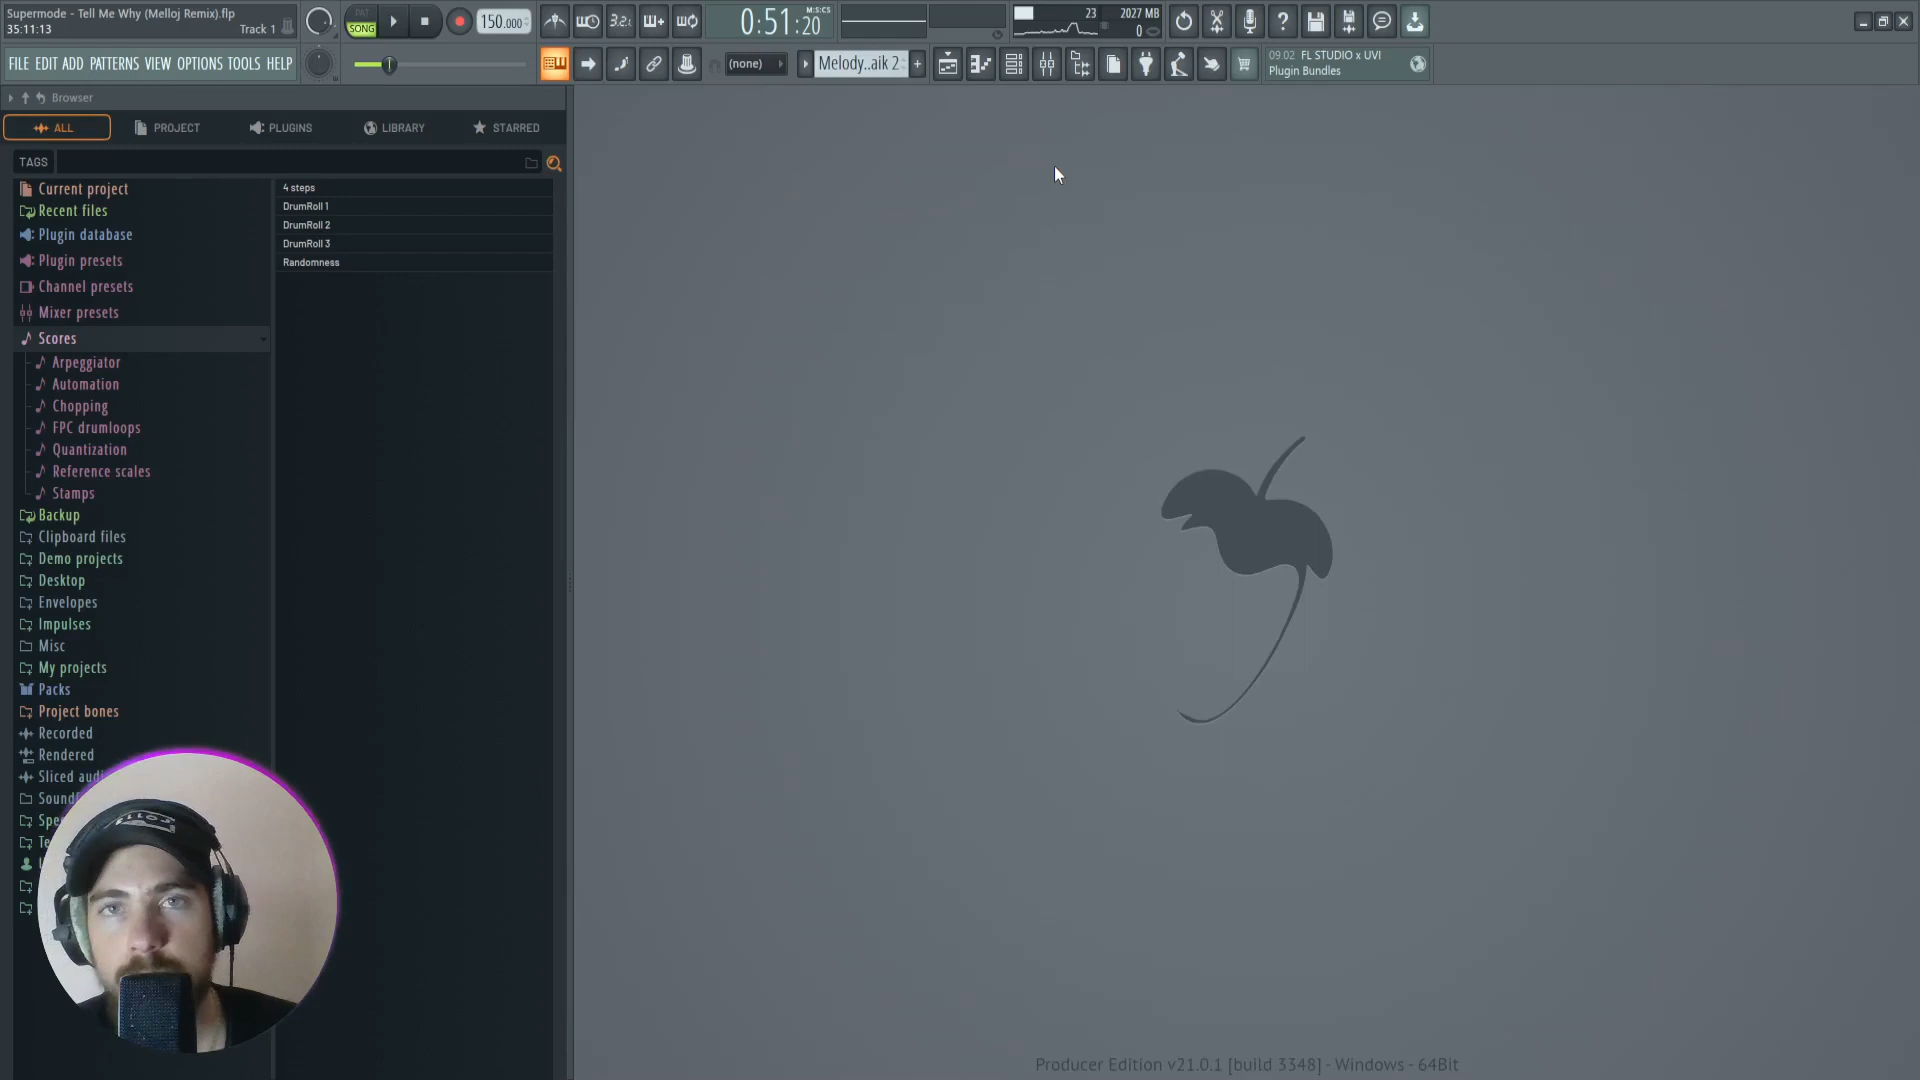 Supermode - Tell Me Why (Melloj Remix).flp
35:11:13
Track 1
PAT
SONG
150.000
3.2.
0:51:20
M:S:CS
23
2027 MB
0
FILE EDIT ADD PATTERNS VIEW OPTIONS TOOLS HELP
(none)
Melody..aik 2
09.02 FL STUDIO x UVI
Plugin Bundles
Browser
ALL
PROJECT
PLUGINS
LIBRARY
STARRED
TAGS
Current project
Recent files
Plugin database
Plugin presets
Channel presets
Mixer presets
Scores
Arpeggiator
Automation
Chopping
FPC drumloops
Quantization
Reference scales
Stamps
Backup
Clipboard files
Demo projects
Desktop
Envelopes
Impulses
Misc
My projects
Packs
Project bones
Recorded
Rendered
Sliced
4 steps
DrumRoll 1
DrumRoll 2
DrumRoll 3
Randomness
Producer Edition v21.0.1 [build 3348] - Windows - 64Bit